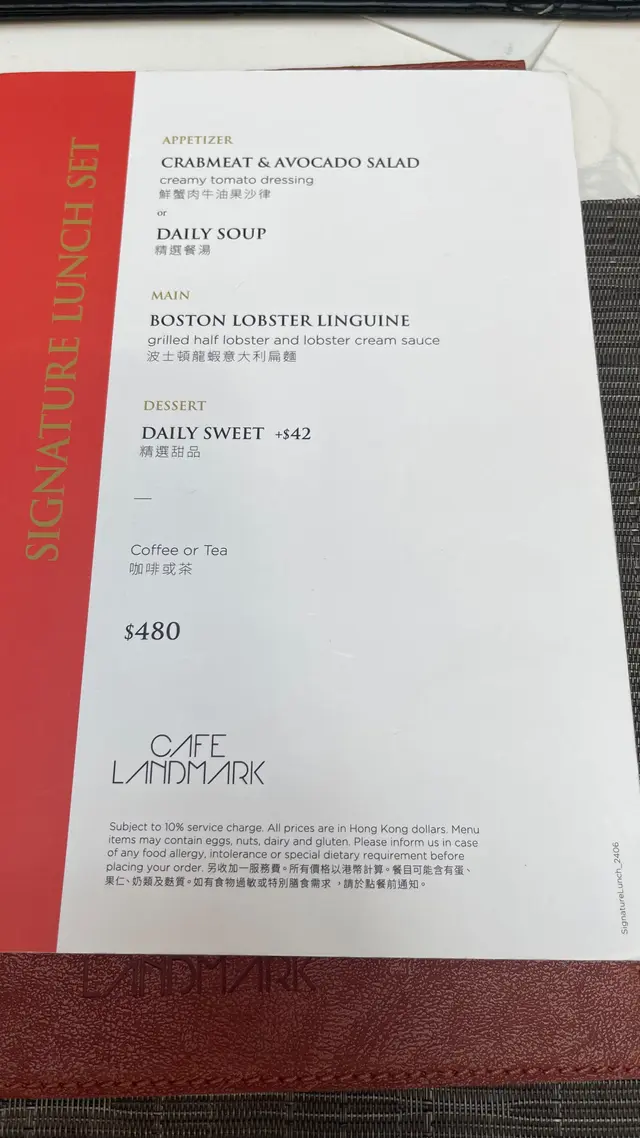 SIGNATURE LUNCH SET
APPETIZER
CRABMEAT & AVOCADO SALAD
creamy tomato dressing
鮮蟹肉牛油果沙律
or
DAILY SOUP
精選餐湯
MAIN
BOSTON LOBSTER LINGUINE
grilled half lobster and lobster cream sauce
波士頓龍蝦意大利扁麵
DESSERT
DAILY SWEET +$42
精選甜品
—
Coffee or Tea
咖啡或茶
$480
CAFE
LANDMARK
Subject to 10% service charge. All prices are in Hong Kong dollars. Menu
items may contain eggs, nuts, dairy and gluten. Please inform us in case
of any food allergy, intolerance or special dietary requirement before
placing your order. 另收加一服務費。所有價格以港幣計算。餐目可能含有蛋、
果仁、奶類及麩質。如有食物過敏或特別膳食需求，請於點餐前通知。
SignatureLunch_2406
LANDMARK